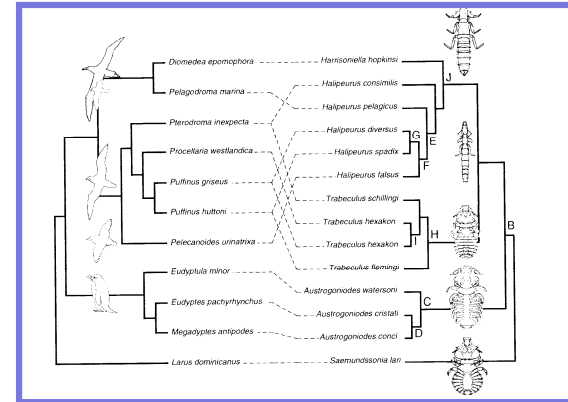 Diomedea epomophora
Pelagodroma marina
Pterodroma inexpecta
Procellaria westlandica
Puffinus griseus
Puffinus huttoni
Pelecanoides urinatrixa
Eudyptula minor
Eudyptes pachyrhynchus
Megadyptes antipodes
Larus dominicanus
Harrisoniella hopkinsi
Halipeurus consimilis
Halipeurus pelagicus
Halipeurus diversus
Halipeurus spadix
Halipeurus falsus
Trabeculus schillingi
Trabeculus hexakon
Trabeculus hexakon
Trabeculus flemingi
Austrogoniodes watersoni
Austrogoniodes cristati
Austrogoniodes conci
Saemundssonia lari
J
E
G
F
H
I
B
C
D